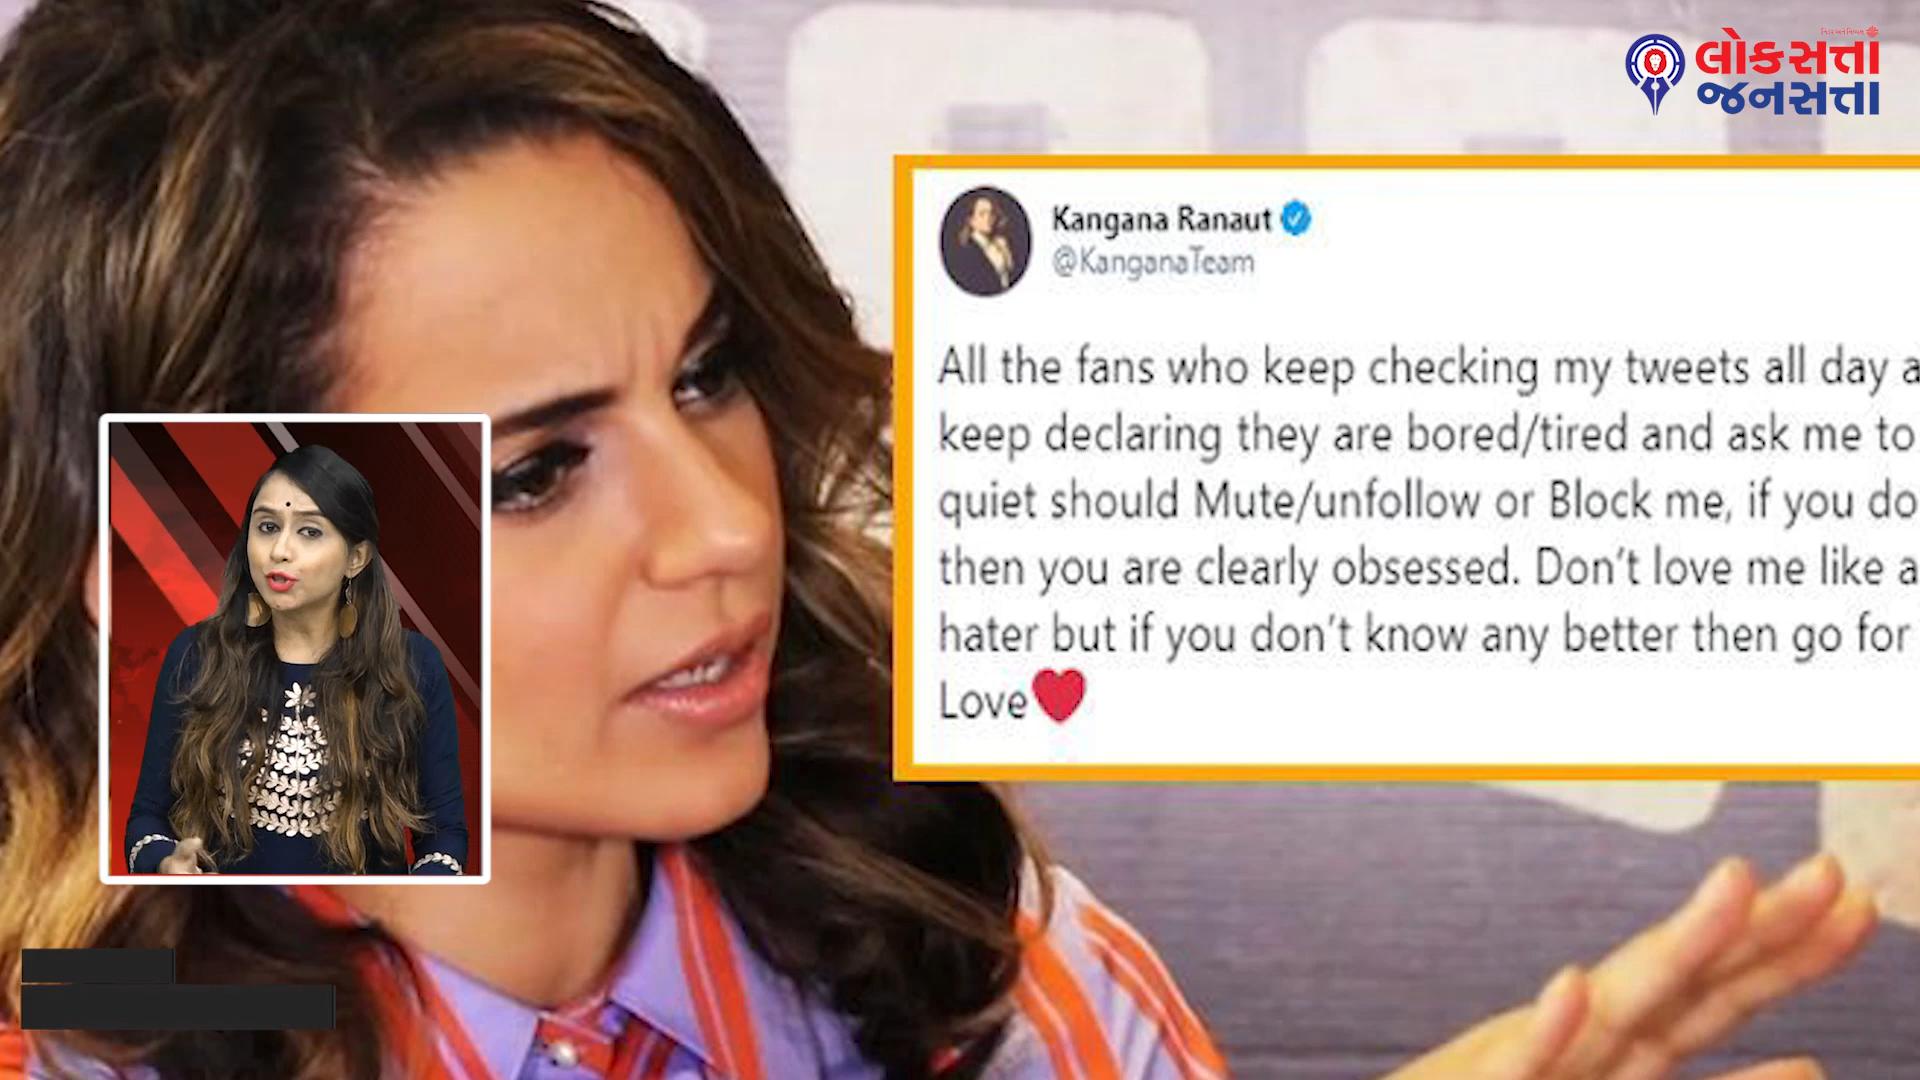 લોકસત્તા
જનસત્તા
Kangana Ranaut
@KanganaTeam
All the fans who keep checking my tweets all day a
keep declaring they are bored/tired and ask me to
quiet should Mute/unfollow or Block me, if you do
then you are clearly obsessed. Don't love me like a
hater but if you don't know any better then go for
Love❤